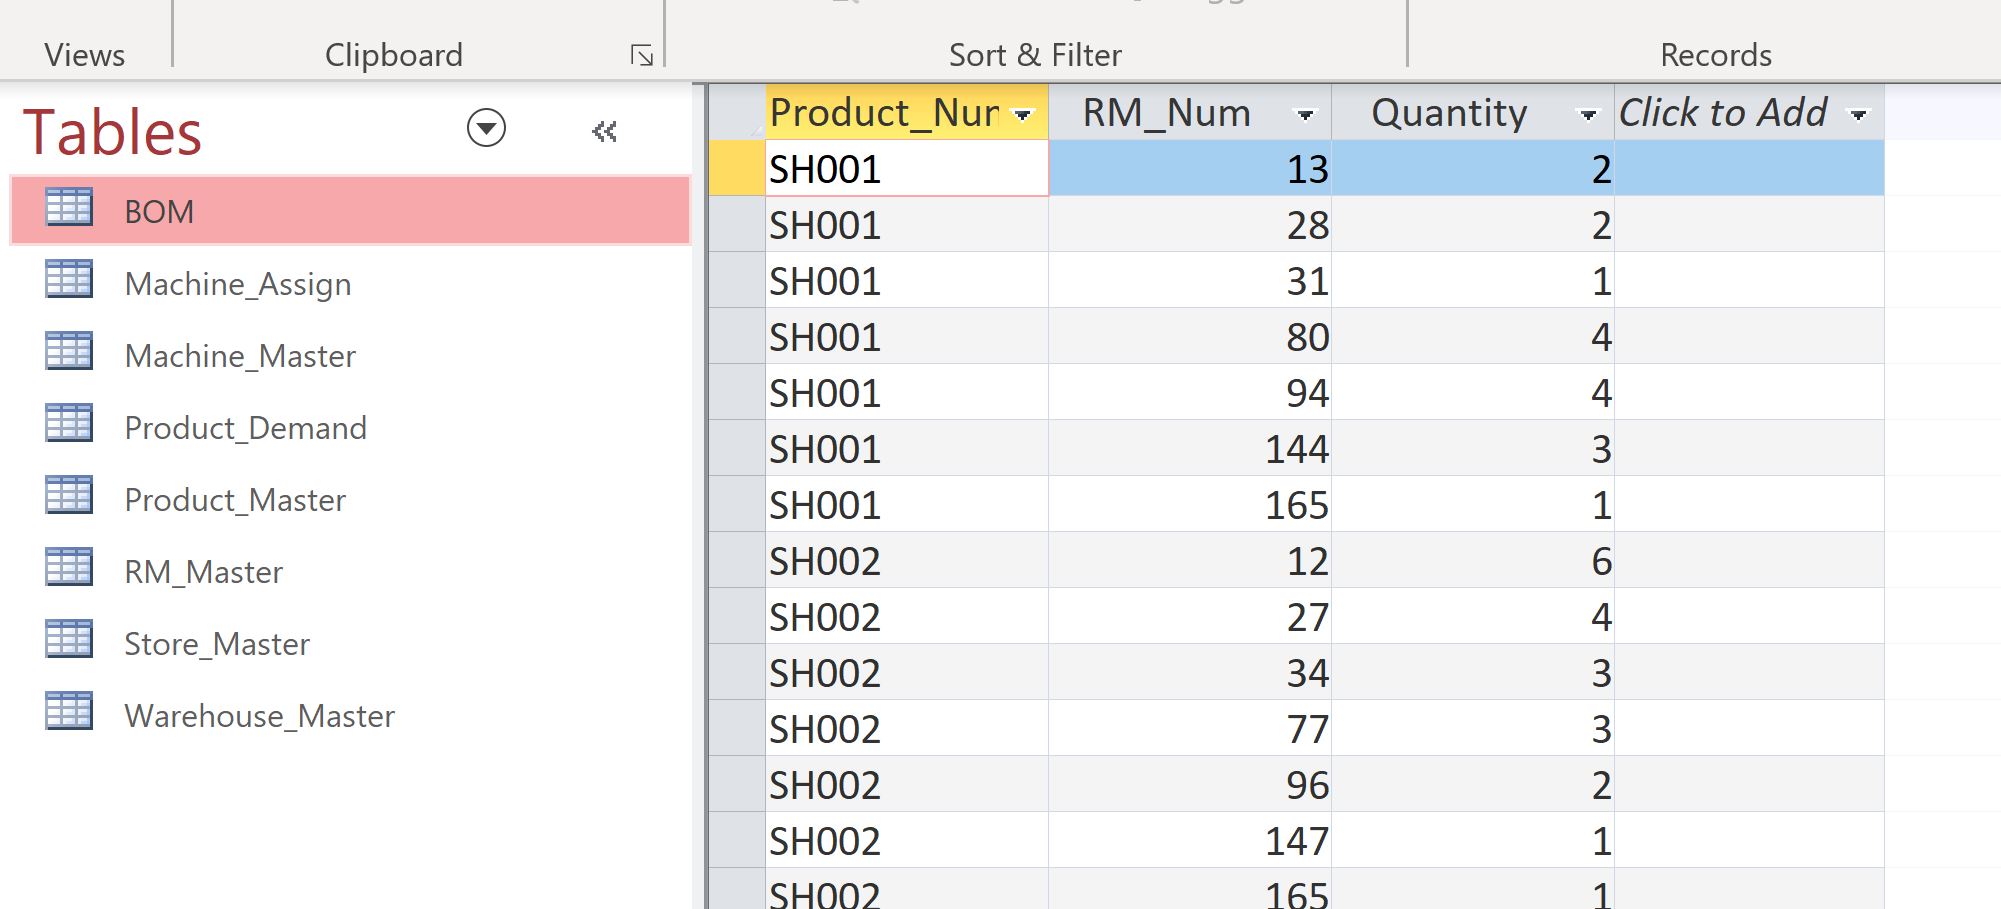 Views Clipboard Sort & Filter Records
Tables
BOM
Machine_Assign
Machine_Master
Product_Demand
Product_Master
RM_Master
Store_Master
Warehouse_Master
Product_Nur RM_Num Quantity Click to Add
SH001 13 2
SH001 28 2
SH001 31 1
SH001 80 4
SH001 94 4
SH001 144 3
SH001 165 1
SH002 12 6
SH002 27 4
SH002 34 3
SH002 77 3
SH002 96 2
SH002 147 1
SH002 165 1